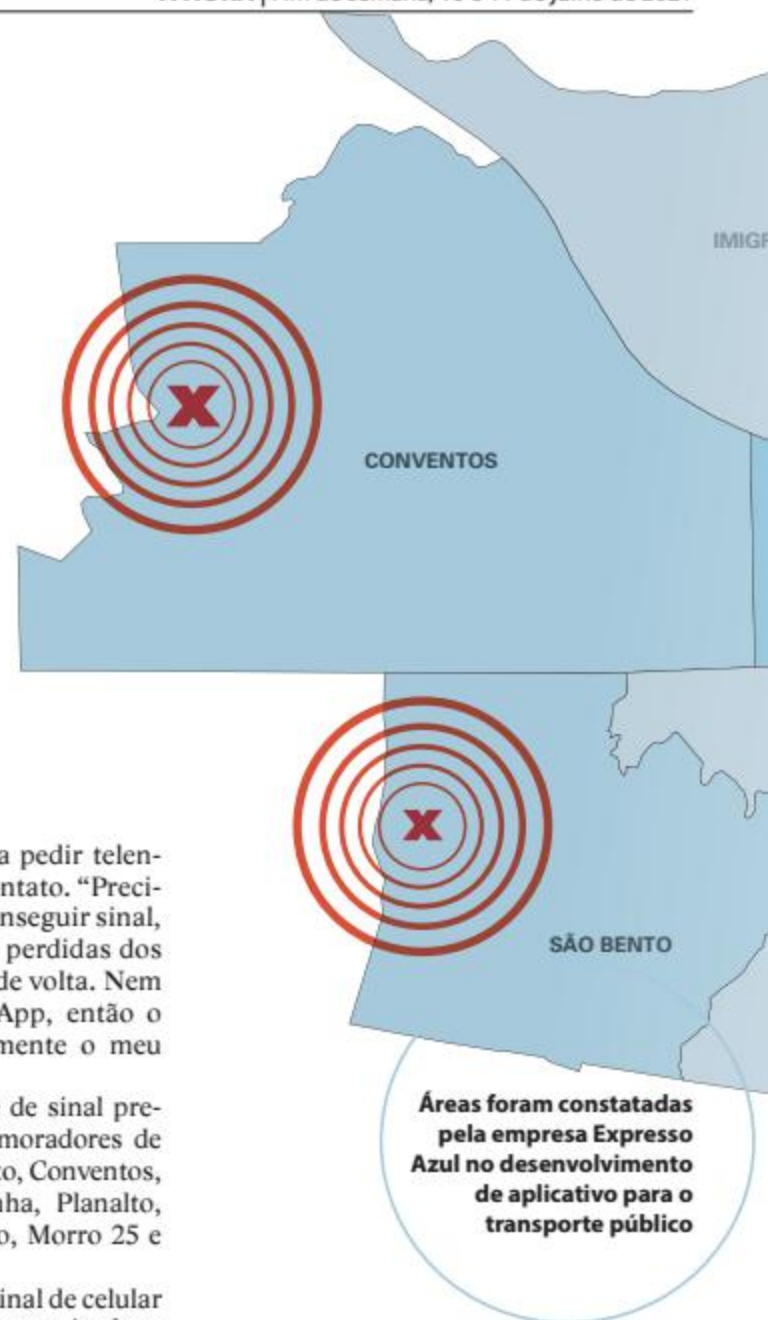 IMIGR
CONVENTOS
SÃO BENTO
a pedir telen-
ntato. “Preci-
nseguir sinal,
perdidas dos
de volta. Nem
App, então o
mente o meu
de sinal pre-
moradores de
to, Conventos,
nha, Planalto,
o, Morro 25 e
inal de celular
Áreas foram constatadas
pela empresa Expresso
Azul no desenvolvimento
de aplicativo para o
transporte público